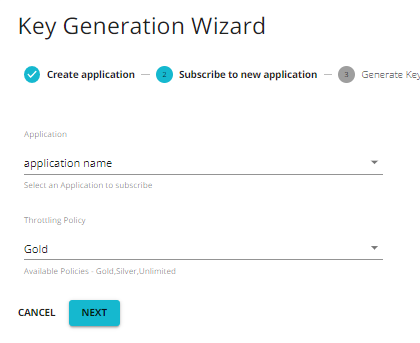 Key Generation Wizard
Create application
2 Subscribe to new application
3 Generate Key
Application
application name
Select an Application to subscribe
Throttling Policy
Gold
Available Policies - Gold,Silver,Unlimited
CANCEL NEXT